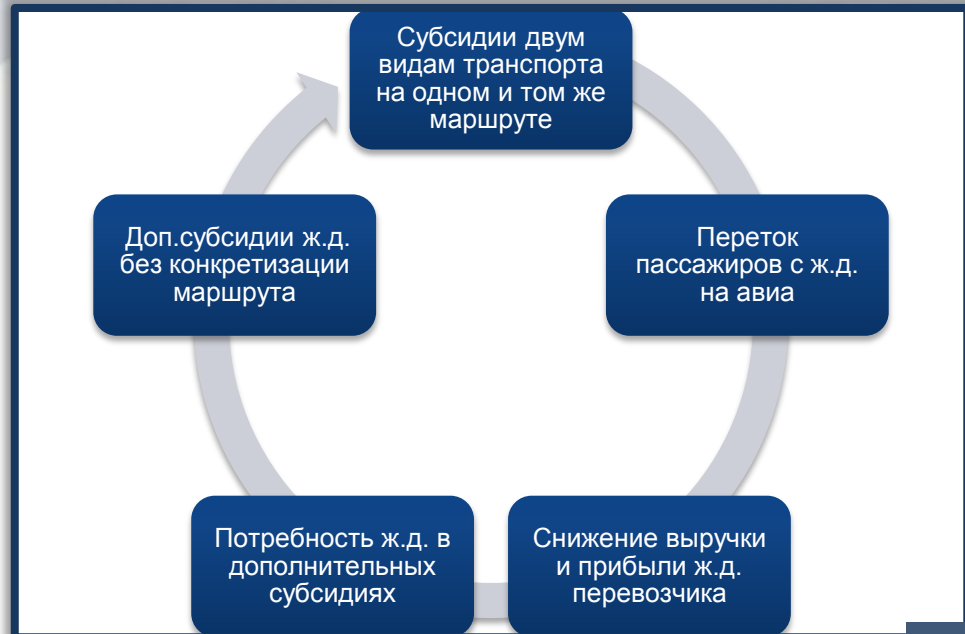 Субсидии двум
видам транспорта
на одном и том же
маршруте
Переток
пассажиров с ж.д.
на авиа
Снижение выручки
и прибыли ж.д.
перевозчика
Потребность ж.д. в
дополнительных
субсидиях
Доп.субсидии ж.д.
без конкретизации
маршрута